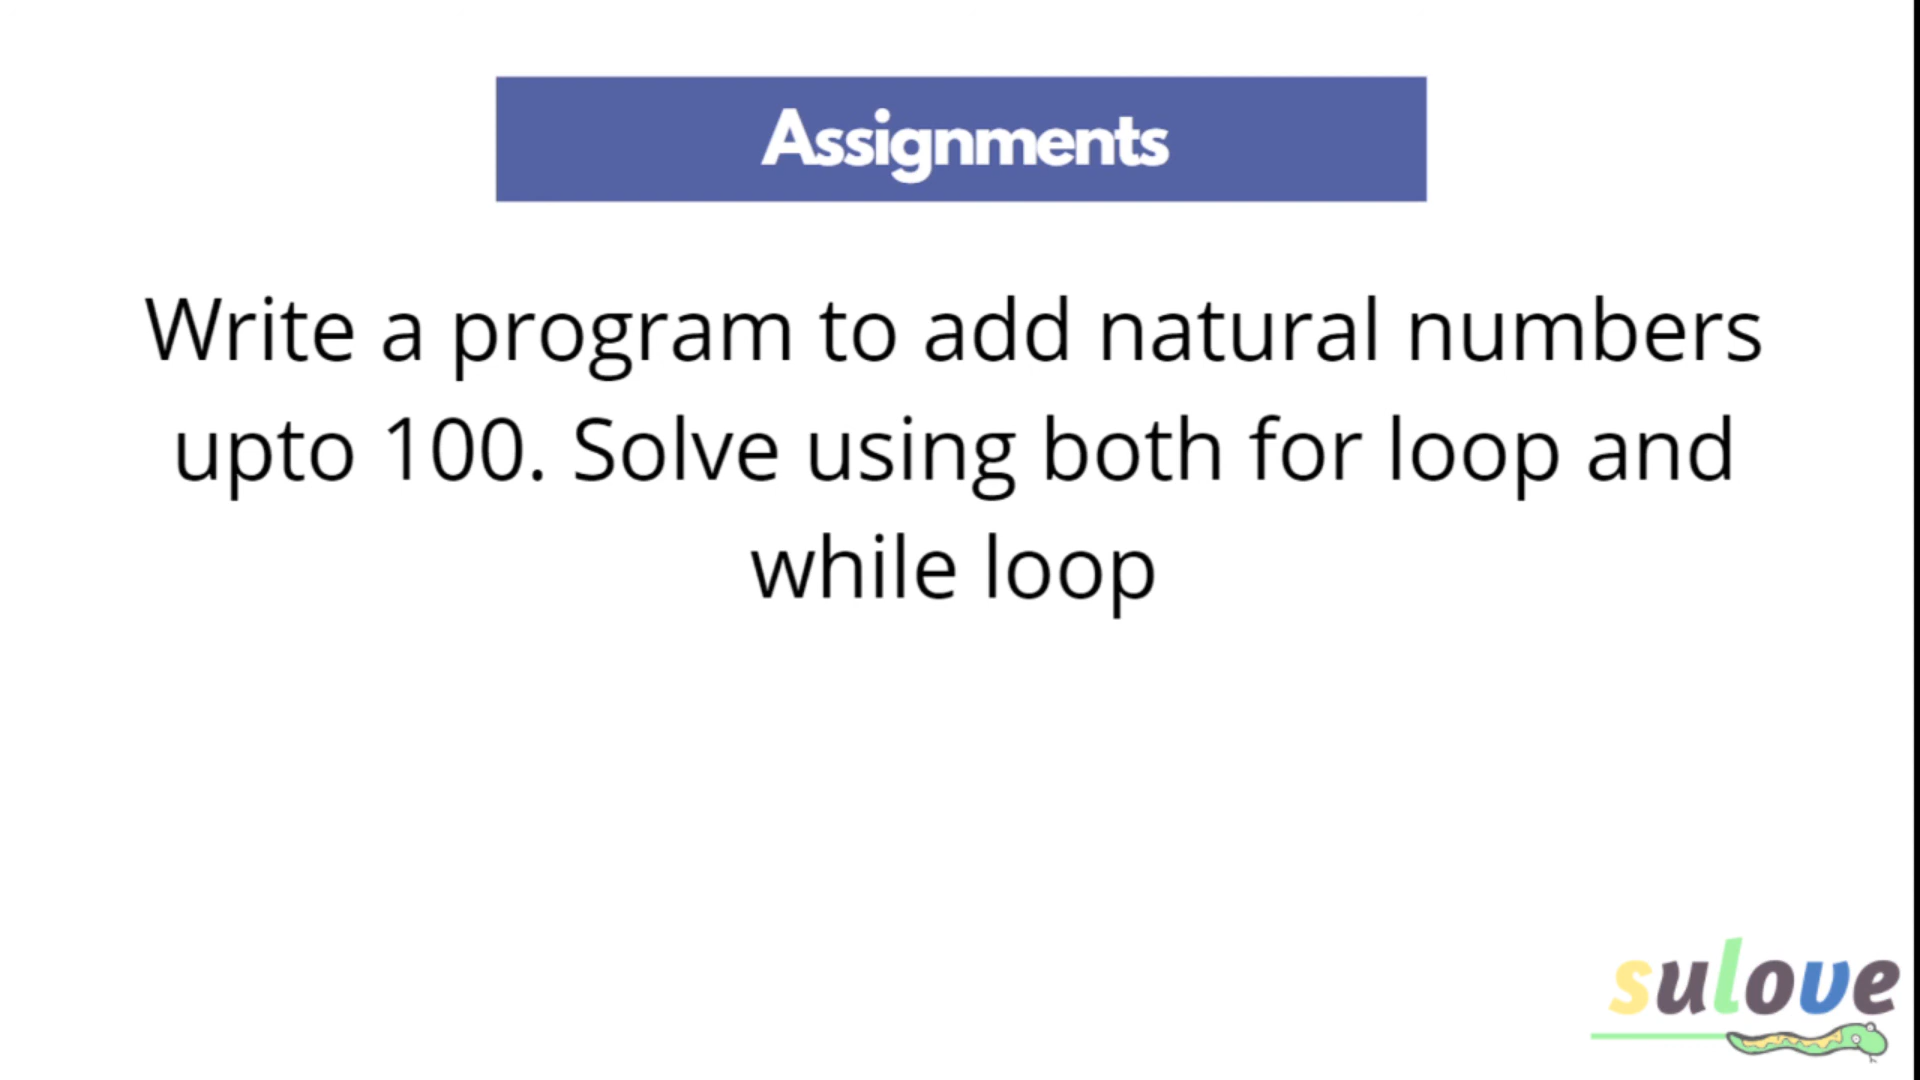 Assignments
Write a program to add natural numbers
upto 100. Solve using both for loop and
while loop
sulove